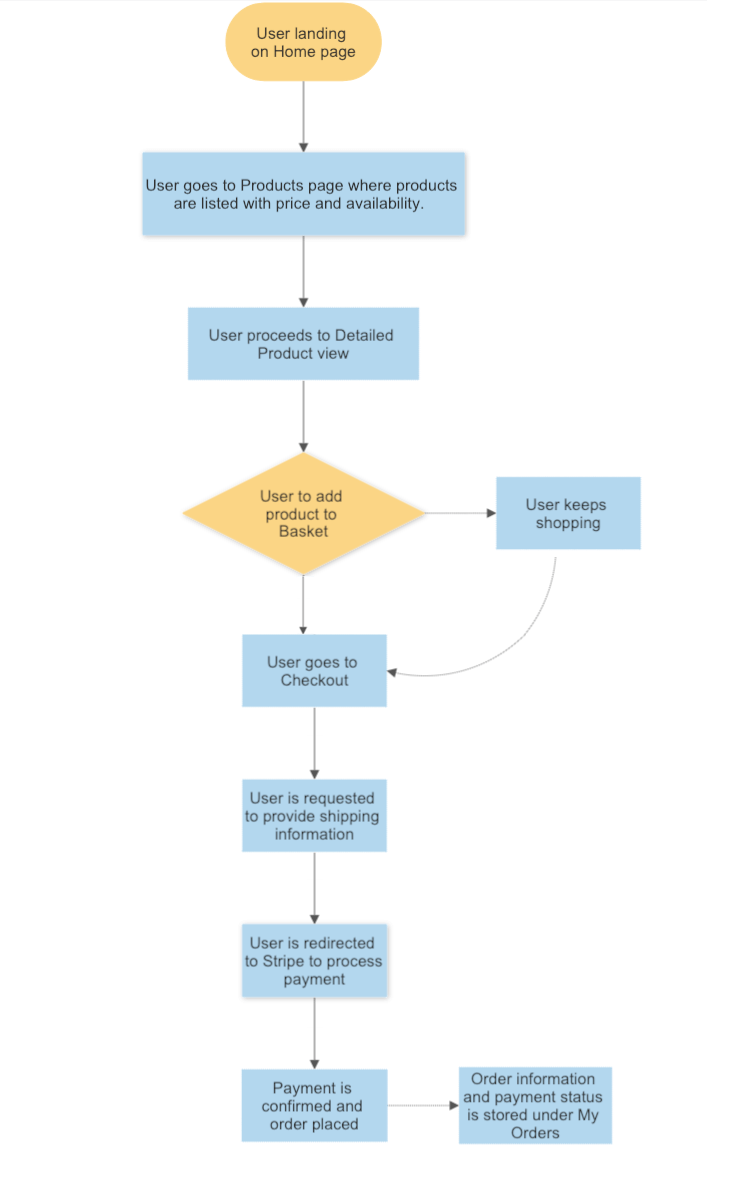 User landing
on Home page
User goes to Products page where products
are listed with price and availability.
User proceeds to Detailed
Product view
User to add
product to
Basket
User keeps
shopping
User goes to
Checkout
User is requested
to provide shipping
information
User is redirected
to Stripe to process
payment
Payment is
confirmed and
order placed
Order information
and payment status
is stored under My
Orders